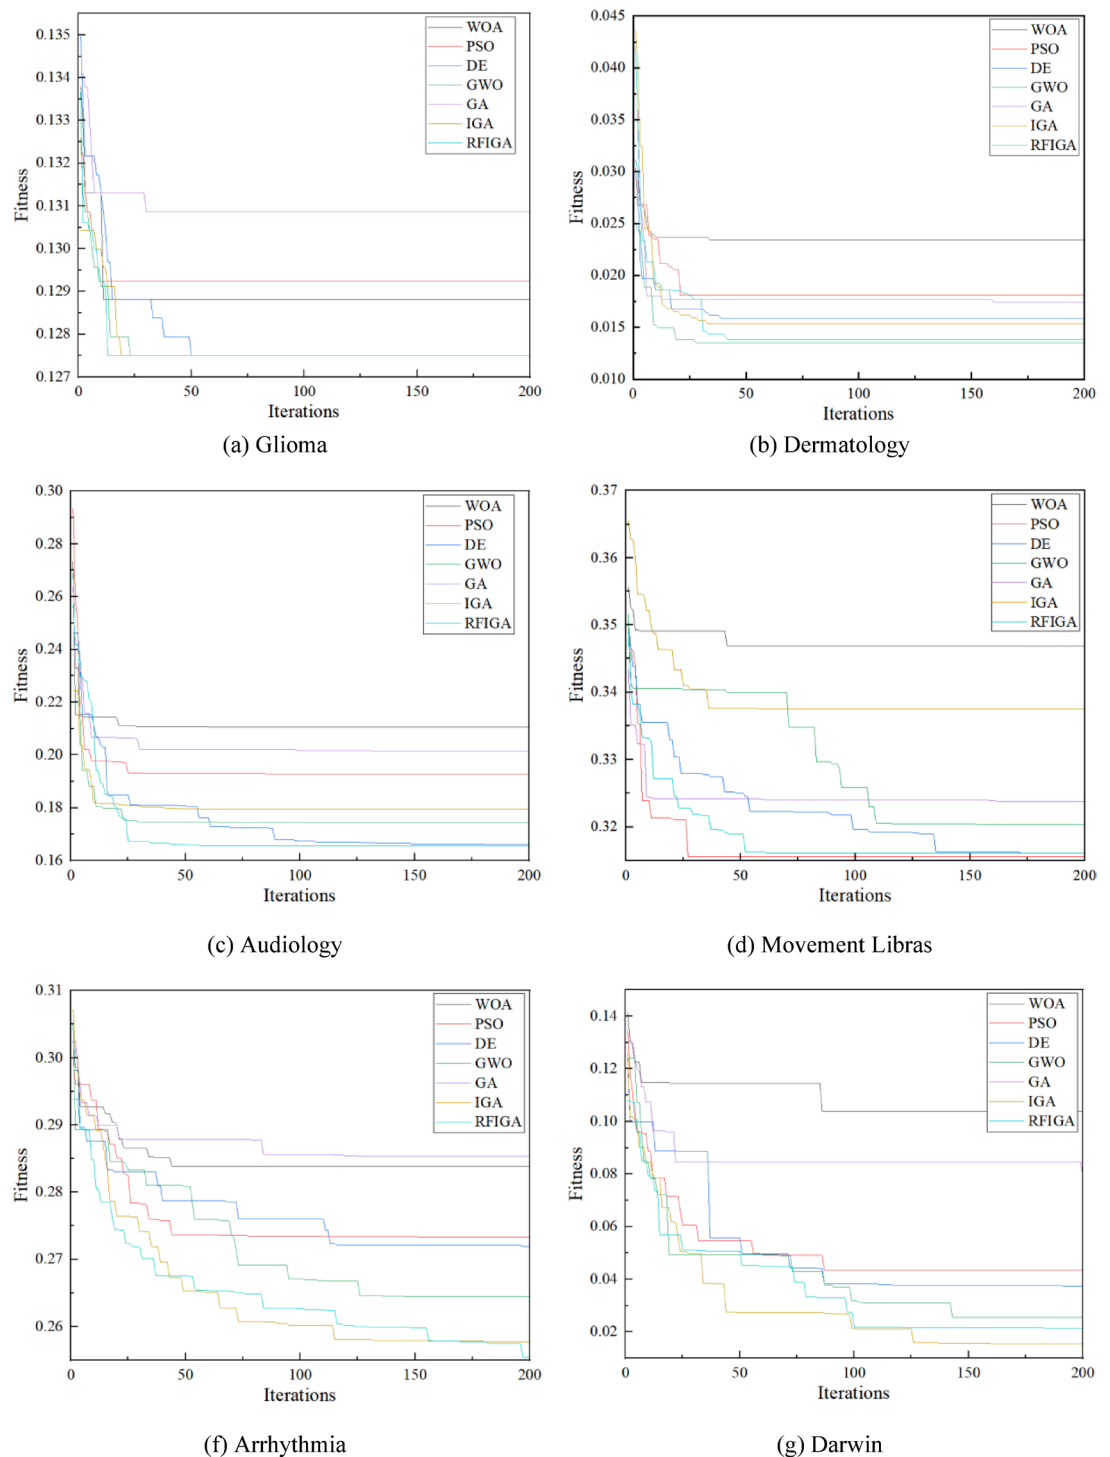 0.135
0.134
0.133
0.132
0.131
0.130
0.129
0.128
0.127
Fitness
0
50
100
150
200
Iterations
WOA
PSO
DE
GWO
GA
IGA
RFIGA
(a) Glioma
0.045
0.040
0.035
0.030
0.025
0.020
0.015
0.010
Fitness
0
50
100
150
200
Iterations
WOA
PSO
DE
GWO
GA
IGA
RFIGA
(b) Dermatology
0.30
0.28
0.26
0.24
0.22
0.20
0.18
0.16
Fitness
0
50
100
150
200
Iterations
WOA
PSO
DE
GWO
GA
IGA
RFIGA
(c) Audiology
0.37
0.36
0.35
0.34
0.33
0.32
Fitness
0
50
100
150
200
Iterations
WOA
PSO
DE
GWO
GA
IGA
RFIGA
(d) Movement Libras
0.31
0.30
0.29
0.28
0.27
0.26
Fitness
0
50
100
150
200
Iterations
WOA
PSO
DE
GWO
GA
IGA
RFIGA
(f) Arrhythmia
0.14
0.12
0.10
0.08
0.06
0.04
0.02
Fitness
0
50
100
150
200
Iterations
WOA
PSO
DE
GWO
GA
IGA
RFIGA
(g) Darwin